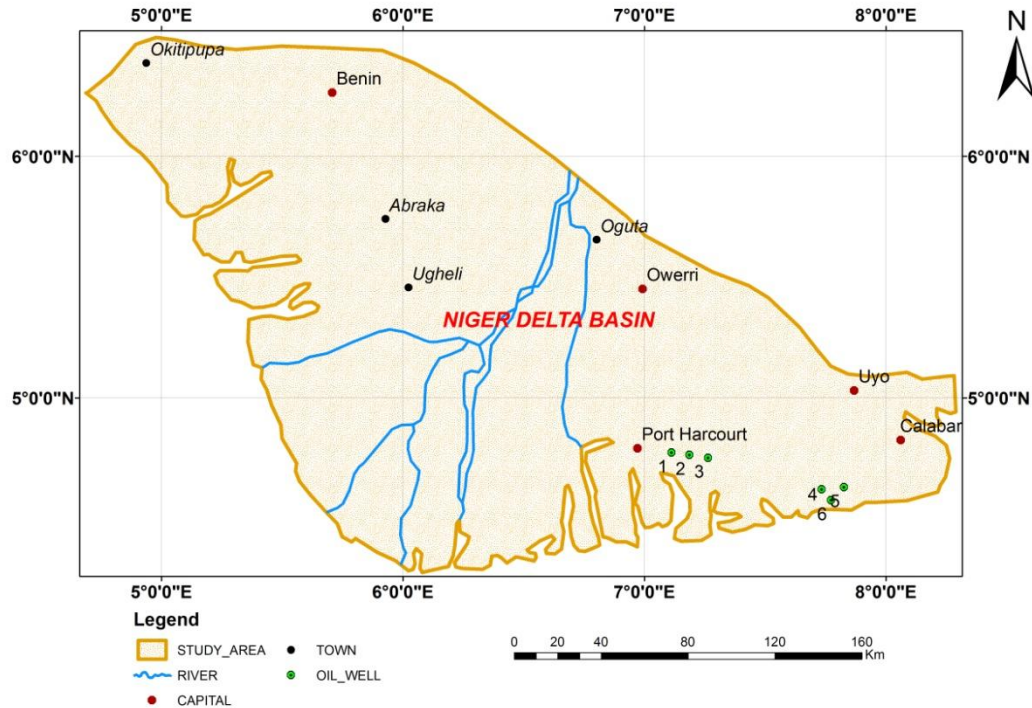 5°0'0"E 6°0'0"E 7°0'0"E 8°0'0"E
N
Okitipupa
Benin
6°0'0"N 6°0'0"N
Abraka
Oguta
Ugheli
Owerri
NIGER DELTA BASIN
Uyo
5°0'0"N 5°0'0"N
Calabar
Port Harcourt
1 2 3
4 5
6
5°0'0"E 6°0'0"E 7°0'0"E 8°0'0"E
Legend
STUDY_AREA TOWN
RIVER OIL_WELL
CAPITAL
0 20 40 80 120 160
Km